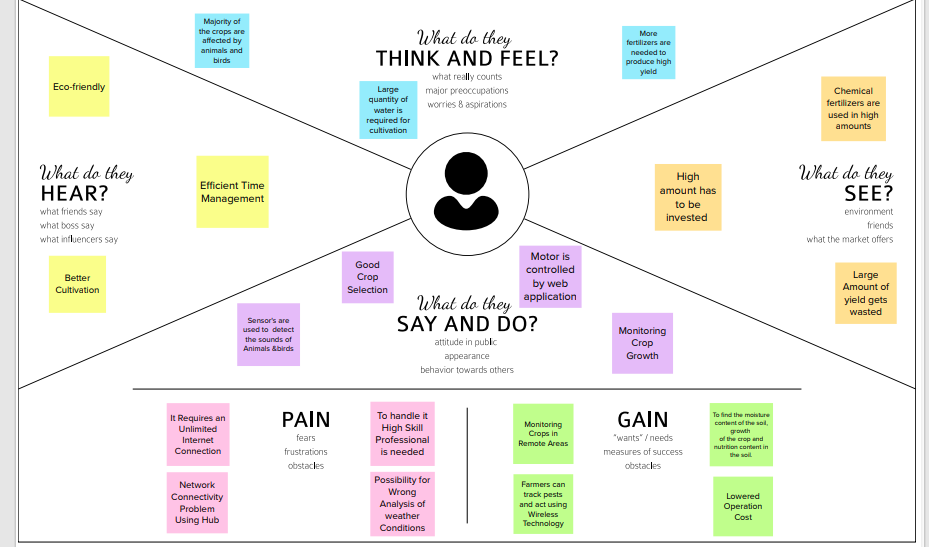 What do they
THINK AND FEEL?
what really counts
major preoccupations
worries & aspirations
Majority of
the crops are
affected by
animals and
birds
Large
quantity of
water is
required for
cultivation
More
fertilizers are
needed to
produce high
yield
What do they
HEAR?
what friends say
what boss say
what influencers say
Eco-friendly
Efficient Time
Management
Better
Cultivation
What do they
SEE?
environment
friends
what the market offers
Chemical
fertilizers are
used in high
amounts
High
amount has
to be
invested
Large
Amount of
yield gets
wasted
What do they
SAY AND DO?
attitude in public
appearance
behavior towards others
Good
Crop
Selection
Motor is
controlled
by web
application
Sensor's are
used to detect
the sounds of
Animals &birds
Monitoring
Crop
Growth
PAIN
fears
frustrations
obstacles
It Requires an
Unlimited
Internet
Connection
To handle it
High Skill
Professional
is needed
Network
Connectivity
Problem
Using Hub
Possibility for
Wrong
Analysis of
weather
Conditions
GAIN
"wants" / needs
measures of success
obstacles
Monitoring
Crops in
Remote Areas
To find the moisture
content of the soil,
growth
of the crop and
nutrition content in
the soil.
Farmers can
track pests
and act using
Wireless
Technology
Lowered
Operation
Cost